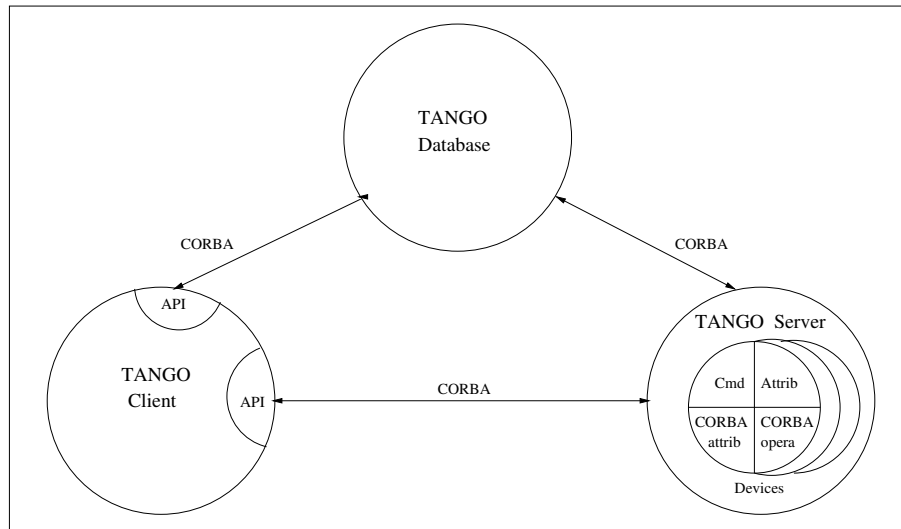 TANGO
Database
CORBA
CORBA
API
TANGO
Client
API
CORBA
TANGO Server
Cmd
Attrib
CORBA
attrib
CORBA
opera
Devices